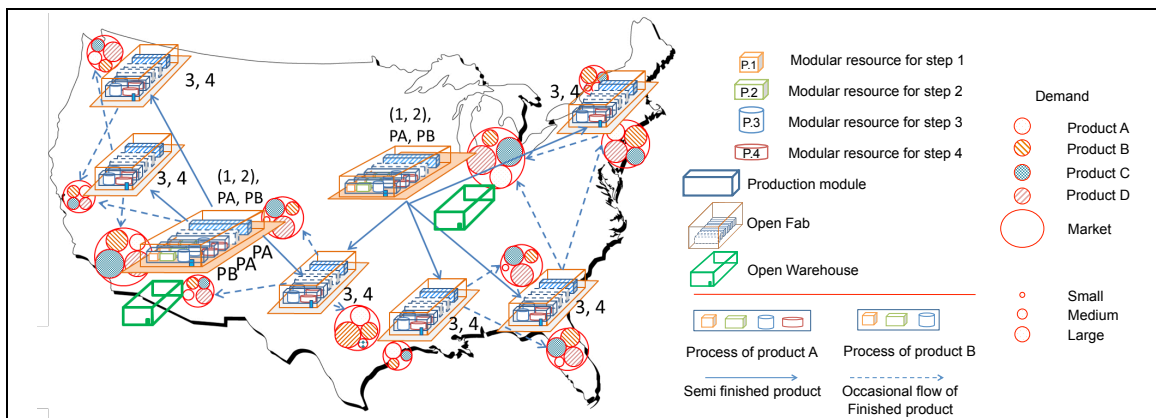 3, 4
3, 4
(1, 2),
PA, PB
(1, 2),
PA, PB
3, 4
PA
PA
PB
3, 4
3, 4
3, 4
P.1
Modular resource for step 1
P.2
Modular resource for step 2
P.3
Modular resource for step 3
P.4
Modular resource for step 4
Production module
Open Fab
Open Warehouse
Process of product A
Process of product B
Semi finished product
Occasional flow of
Finished product
Demand
Product A
Product B
Product C
Product D
Market
Small
Medium
Large